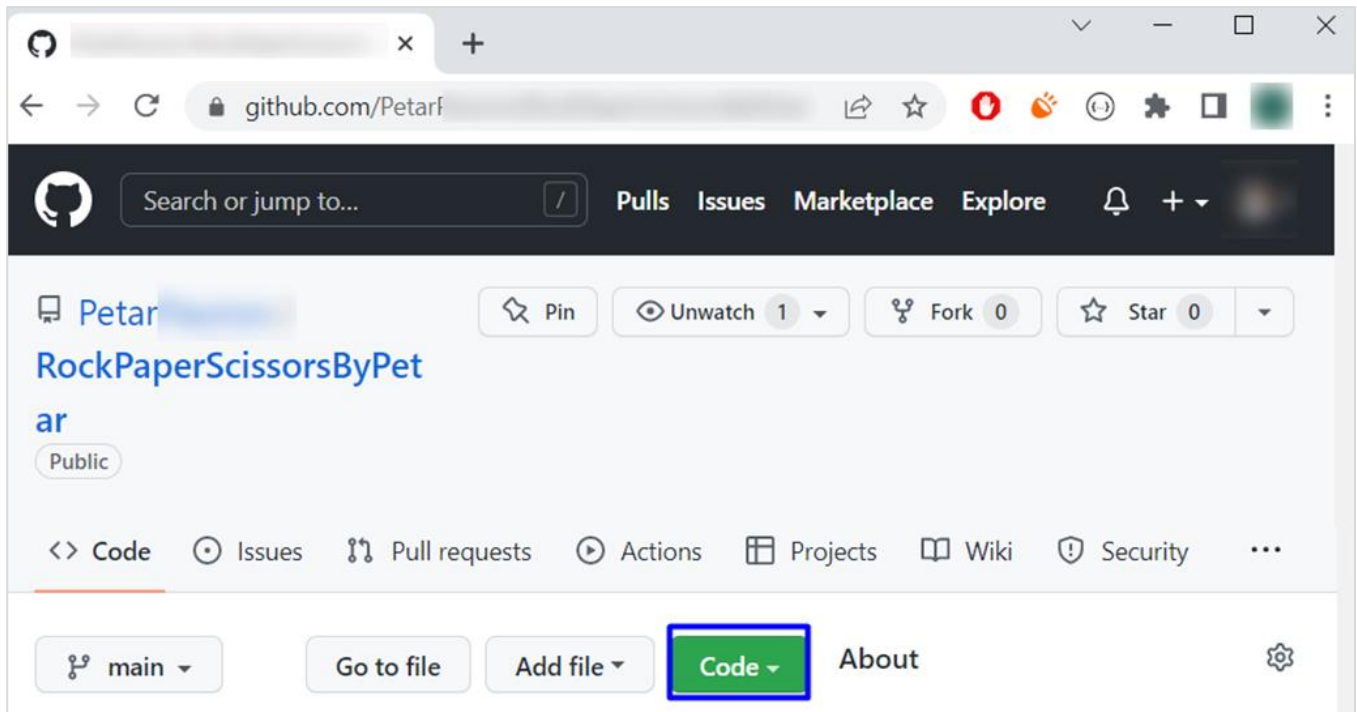 github.com/Petar
Search or jump to... /
Pulls Issues Marketplace Explore
Petar
Pin
Unwatch 1
Fork 0
Star 0
RockPaperScissorsByPet
ar
Public
<> Code Issues Pull requests Actions Projects Wiki Security ...
main Go to file Add file Code About